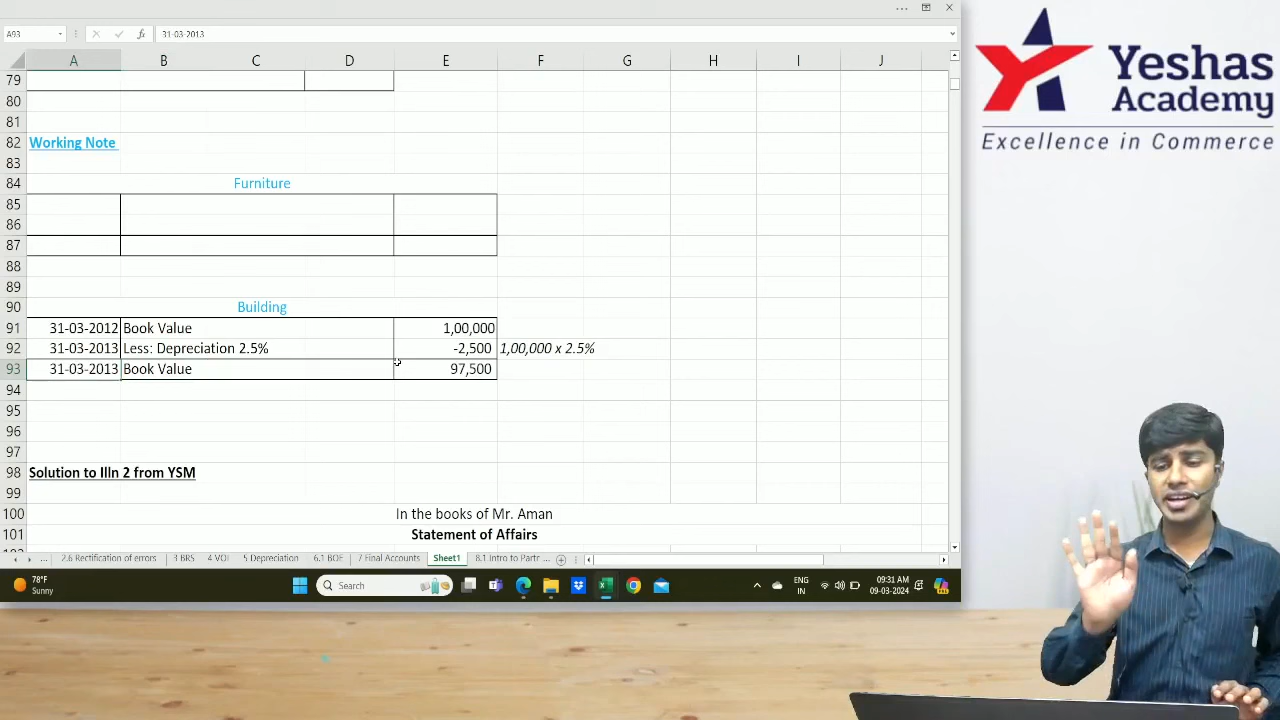 A93
31-03-2013
A B C D E F G H I J
79
80
81
82 Working Note
83
84 Furniture
85
86
87
88
89
90 Building
91 31-03-2012 Book Value 1,00,000
92 31-03-2013 Less: Depreciation 2.5% -2,500 1,00,000 x 2.5%
93 31-03-2013 Book Value 97,500
94
95
96
97
98 Solution to Illn 2 from YSM
99
100 In the books of Mr. Aman
101 Statement of Affairs
2.6 Rectification of errors 3 BRS 4 VOI 5 Depreciation 6.1 BOE 7 Final Accounts Sheet1 8.1 Intro to Partr ...
78°F
Sunny
Search
ENG
IN
09:31 AM
09-03-2024
Yeshas
Academy
Excellence in Commerce